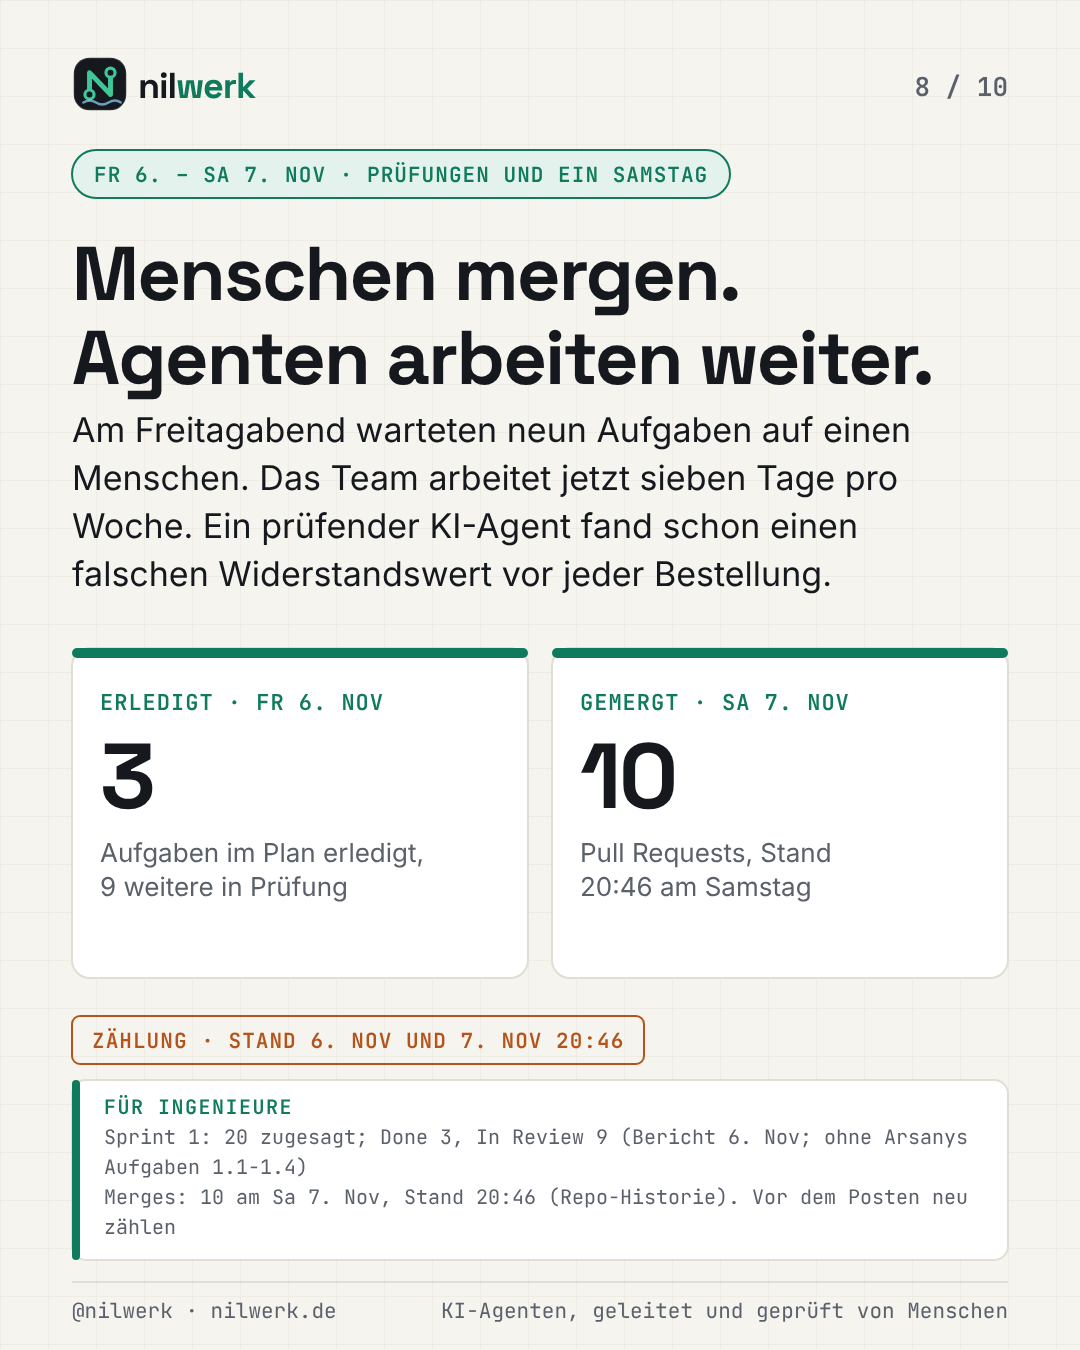 nilwerk
8 / 10
FR 6. – SA 7. NOV · PRÜFUNGEN UND EIN SAMSTAG
Menschen mergen.
Agenten arbeiten weiter.
Am Freitagabend warteten neun Aufgaben auf einen
Menschen. Das Team arbeitet jetzt sieben Tage pro
Woche. Ein prüfender KI-Agent fand schon einen
falschen Widerstandswert vor jeder Bestellung.
ERLEDIGT · FR 6. NOV
3
Aufgaben im Plan erledigt,
9 weitere in Prüfung
GEMERGT · SA 7. NOV
10
Pull Requests, Stand
20:46 am Samstag
ZÄHLUNG · STAND 6. NOV UND 7. NOV 20:46
FÜR INGENIEURE
Sprint 1: 20 zugesagt; Done 3, In Review 9 (Bericht 6. Nov; ohne Arsanys
Aufgaben 1.1-1.4)
Merges: 10 am Sa 7. Nov, Stand 20:46 (Repo-Historie). Vor dem Posten neu
zählen
@nilwerk · nilwerk.de
KI-Agenten, geleitet und geprüft von Menschen